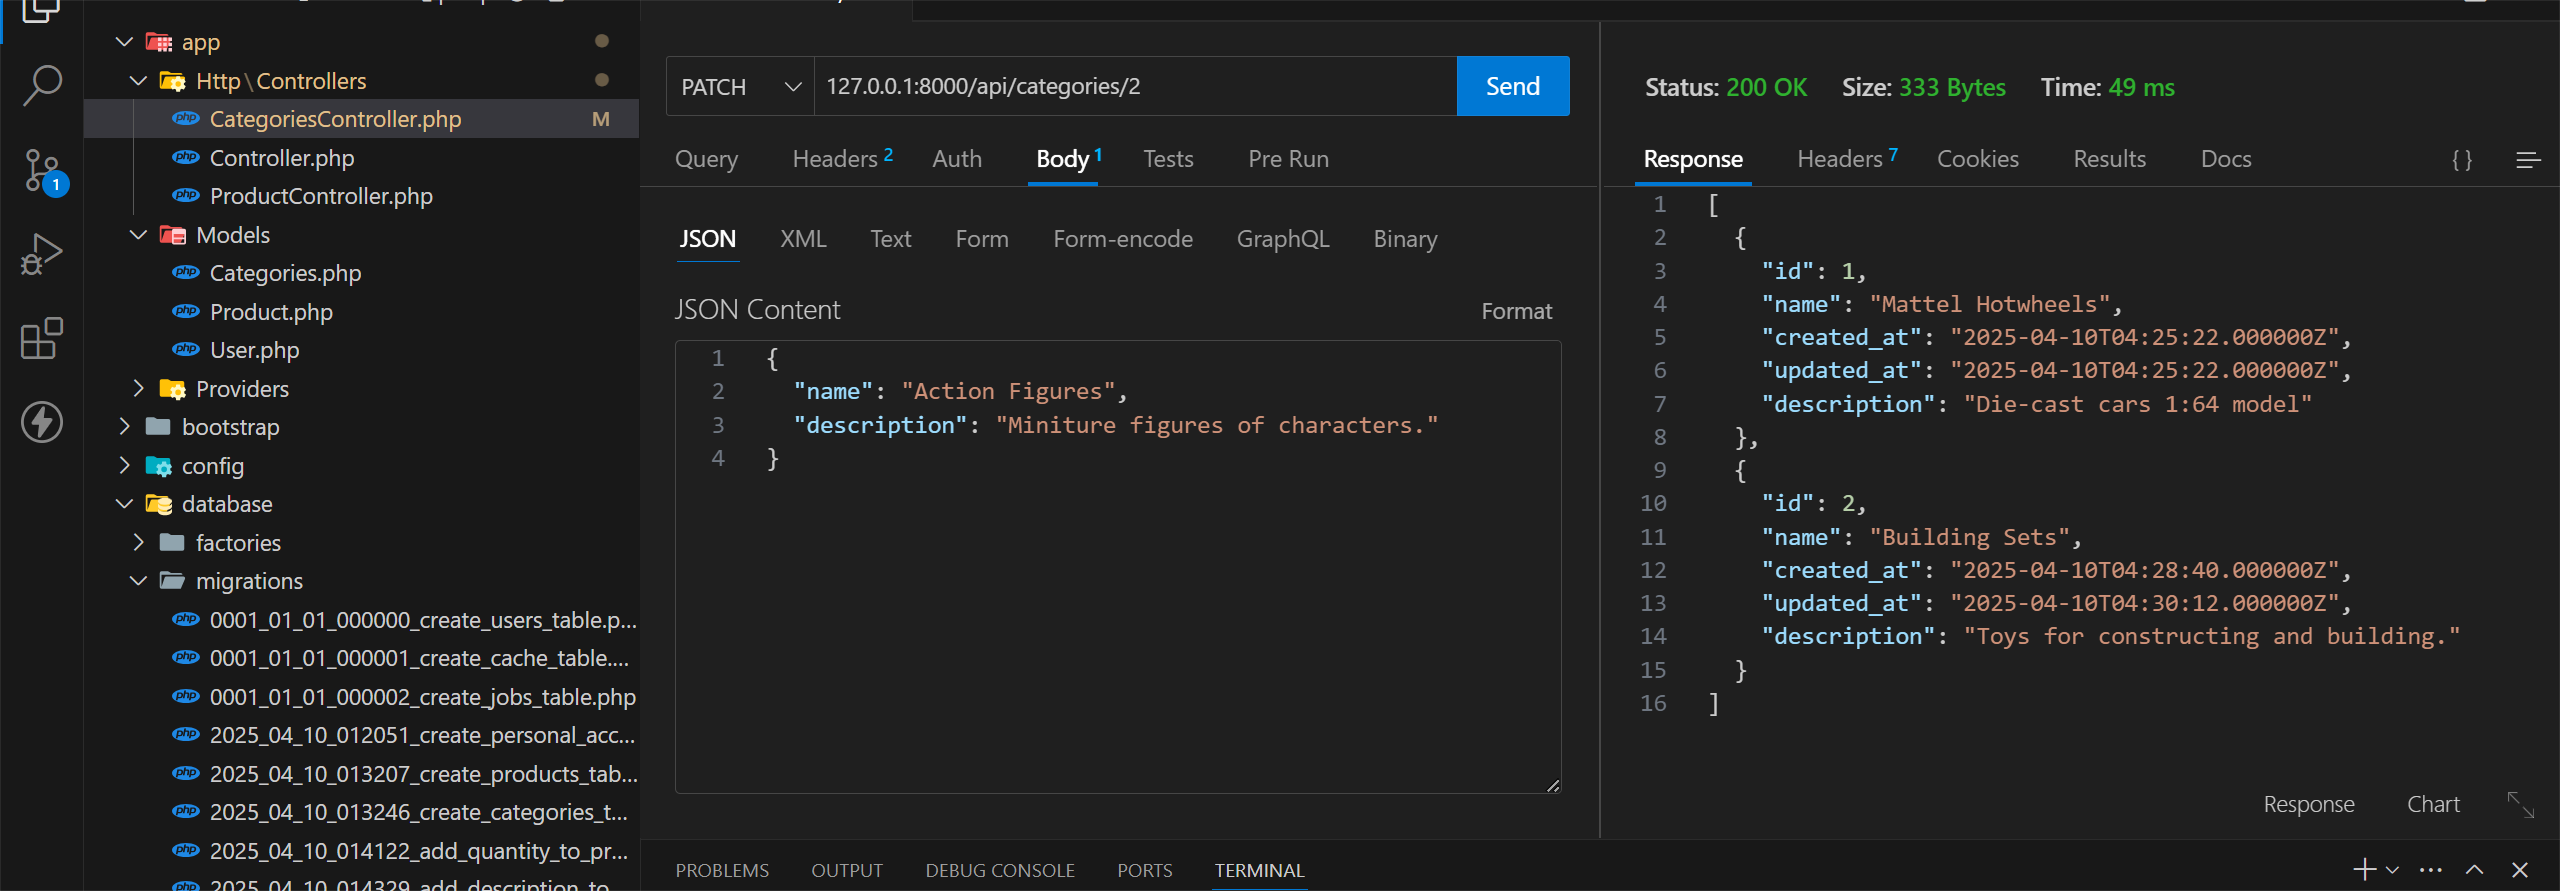 app
Http\Controllers
CategoriesController.php M
Controller.php
ProductController.php
Models
Categories.php
Product.php
User.php
Providers
bootstrap
config
database
factories
migrations
0001_01_01_000000_create_users_table.p...
0001_01_01_000001_create_cache_table....
0001_01_01_000002_create_jobs_table.php
2025_04_10_012051_create_personal_acc...
2025_04_10_013207_create_products_tab...
2025_04_10_013246_create_categories_t...
2025_04_10_014122_add_quantity_to_pr...
2025_04_10_014329_add_description_to
1
PATCH 127.0.0.1:8000/api/categories/2 Send
Query Headers 2 Auth Body 1 Tests Pre Run
JSON XML Text Form Form-encode GraphQL Binary
JSON Content Format
1 {
2 "name": "Action Figures",
3 "description": "Miniture figures of characters."
4 }
Status: 200 OK Size: 333 Bytes Time: 49 ms
Response Headers 7 Cookies Results Docs {}
1 [
2 {
3 "id": 1,
4 "name": "Mattel Hotwheels",
5 "created_at": "2025-04-10T04:25:22.000000Z",
6 "updated_at": "2025-04-10T04:25:22.000000Z",
7 "description": "Die-cast cars 1:64 model"
8 },
9 {
10 "id": 2,
11 "name": "Building Sets",
12 "created_at": "2025-04-10T04:28:40.000000Z",
13 "updated_at": "2025-04-10T04:30:12.000000Z",
14 "description": "Toys for constructing and building."
15 }
16 ]
Response Chart
PROBLEMS OUTPUT DEBUG CONSOLE PORTS TERMINAL